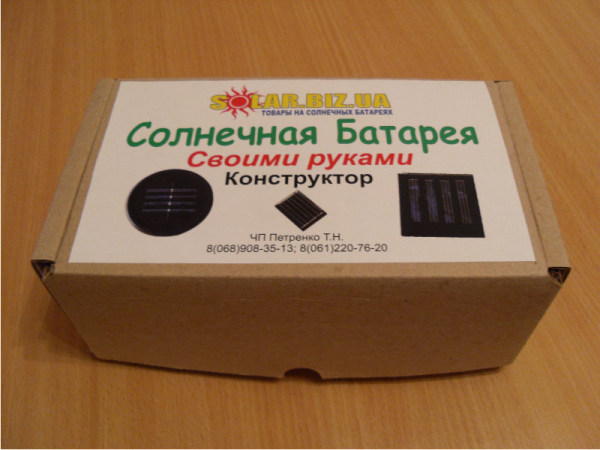 SOLAR.BIZ.UA
ТОВАРЫ НА СОЛНЕЧНЫХ БАТАРЕЯХ
Солнечная Батарея
Своими руками
Конструктор
ЧП Петренко Т.Н.
8(068)908-35-13; 8(061)220-76-20